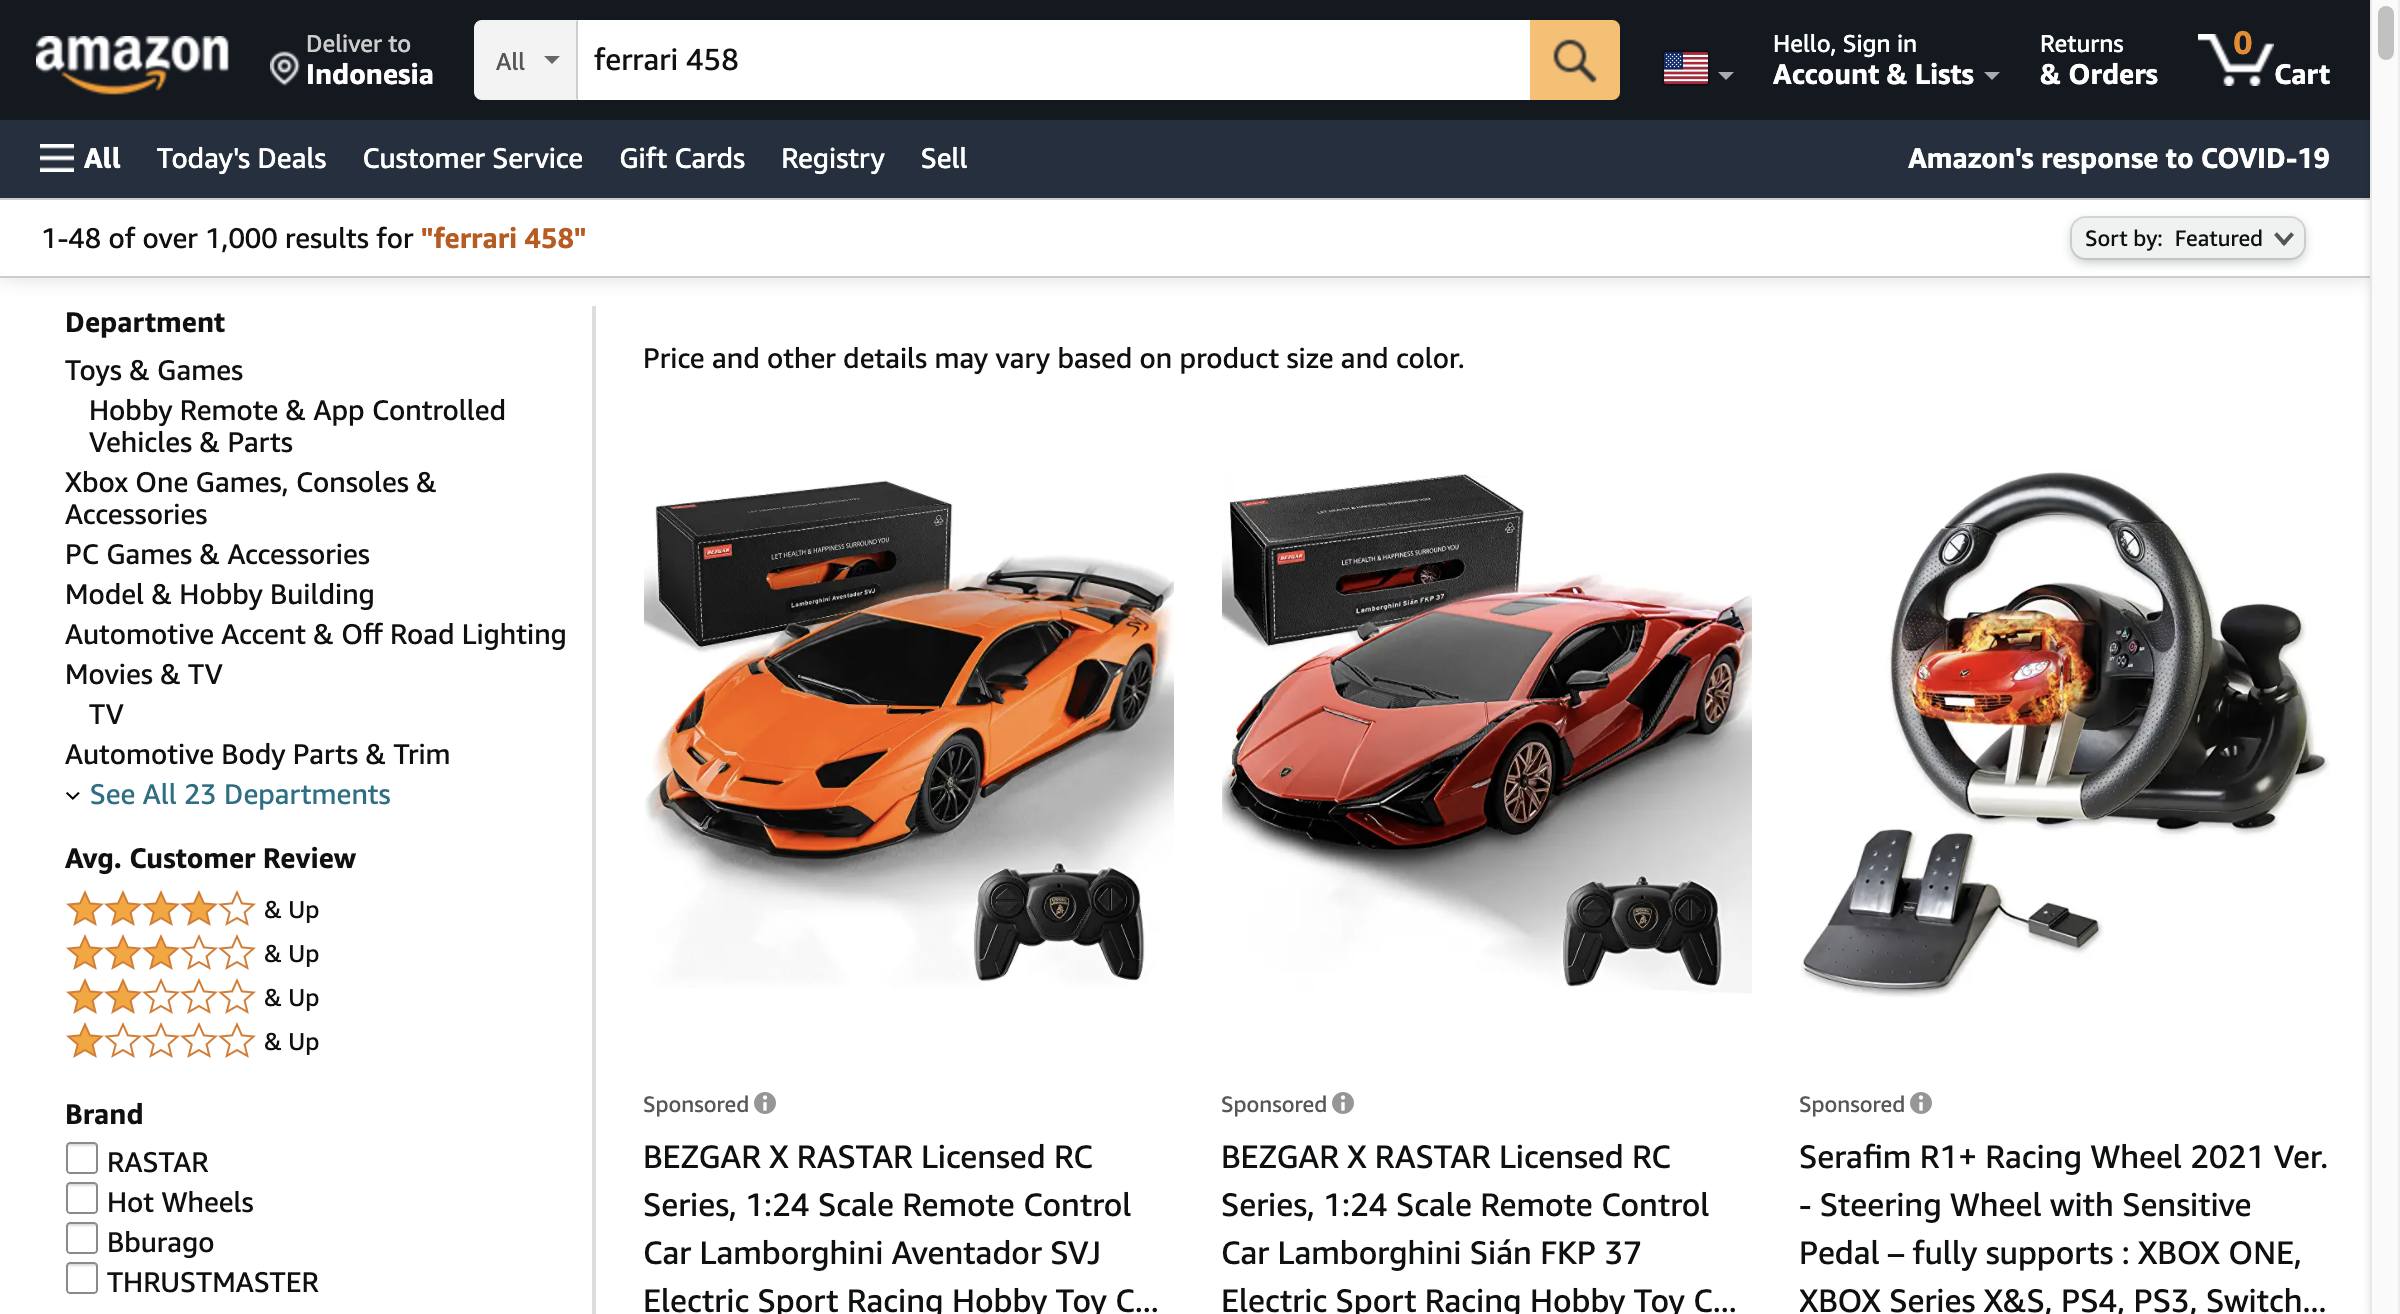 amazon
Deliver to
Indonesia
All
ferrari 458
Hello, Sign in
Account & Lists
Returns
& Orders
0
Cart
All
Today's Deals
Customer Service
Gift Cards
Registry
Sell
Amazon's response to COVID-19
1-48 of over 1,000 results for "ferrari 458"
Sort by: Featured
Department
Toys & Games
Hobby Remote & App Controlled
Vehicles & Parts
Xbox One Games, Consoles &
Accessories
PC Games & Accessories
Model & Hobby Building
Automotive Accent & Off Road Lighting
Movies & TV
TV
Automotive Body Parts & Trim
See All 23 Departments
Avg. Customer Review
& Up
& Up
& Up
& Up
Brand
RASTAR
Hot Wheels
Bburago
THRUSTMASTER
Price and other details may vary based on product size and color.
BEZGAR
LET HEALTH & HAPPINESS SURROUND YOU
Lamborghini Aventador SVJ
Sponsored
BEZGAR X RASTAR Licensed RC
Series, 1:24 Scale Remote Control
Car Lamborghini Aventador SVJ
Electric Sport Racing Hobby Toy C...
BEZGAR
LET HEALTH & HAPPINESS SURROUND YOU
Lamborghini Sián FKP 37
Sponsored
BEZGAR X RASTAR Licensed RC
Series, 1:24 Scale Remote Control
Car Lamborghini Sián FKP 37
Electric Sport Racing Hobby Toy C...
Sponsored
Serafim R1+ Racing Wheel 2021 Ver.
- Steering Wheel with Sensitive
Pedal – fully supports : XBOX ONE,
XBOX Series X&S, PS4, PS3, Switch...